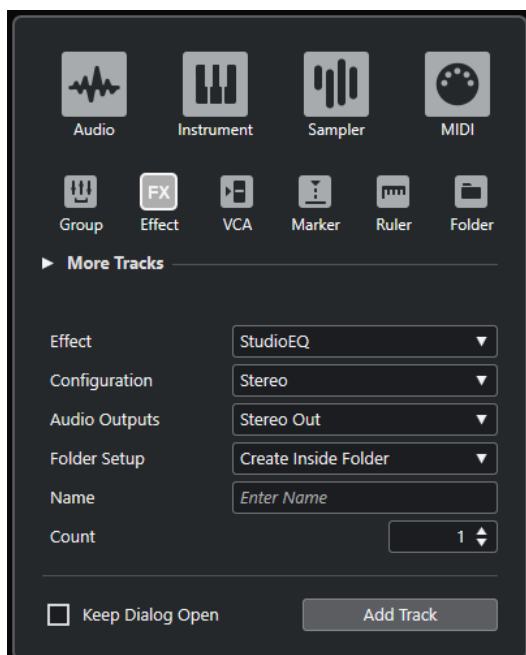 Audio Instrument Sampler MIDI
FX
Group Effect VCA Marker Ruler Folder
More Tracks
Effect StudioEQ
Configuration Stereo
Audio Outputs Stereo Out
Folder Setup Create Inside Folder
Name Enter Name
Count 1
Keep Dialog Open Add Track